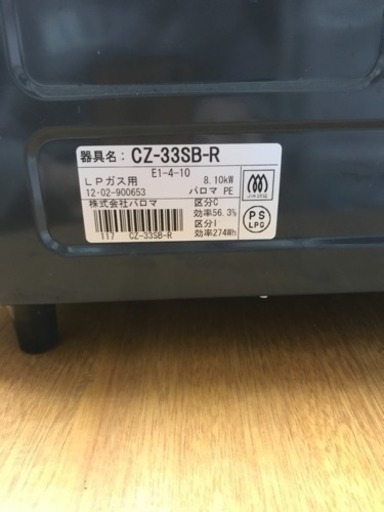 器具名： CZ-33SB-R
E1-4-10
ＬＰガス用 8.10kW
12·02-900653 パロマ PE
株式会社パロマ 区分C
効率56.3%
区分I
117 CZ-33SB-R 効率274Wh
PS
LPG